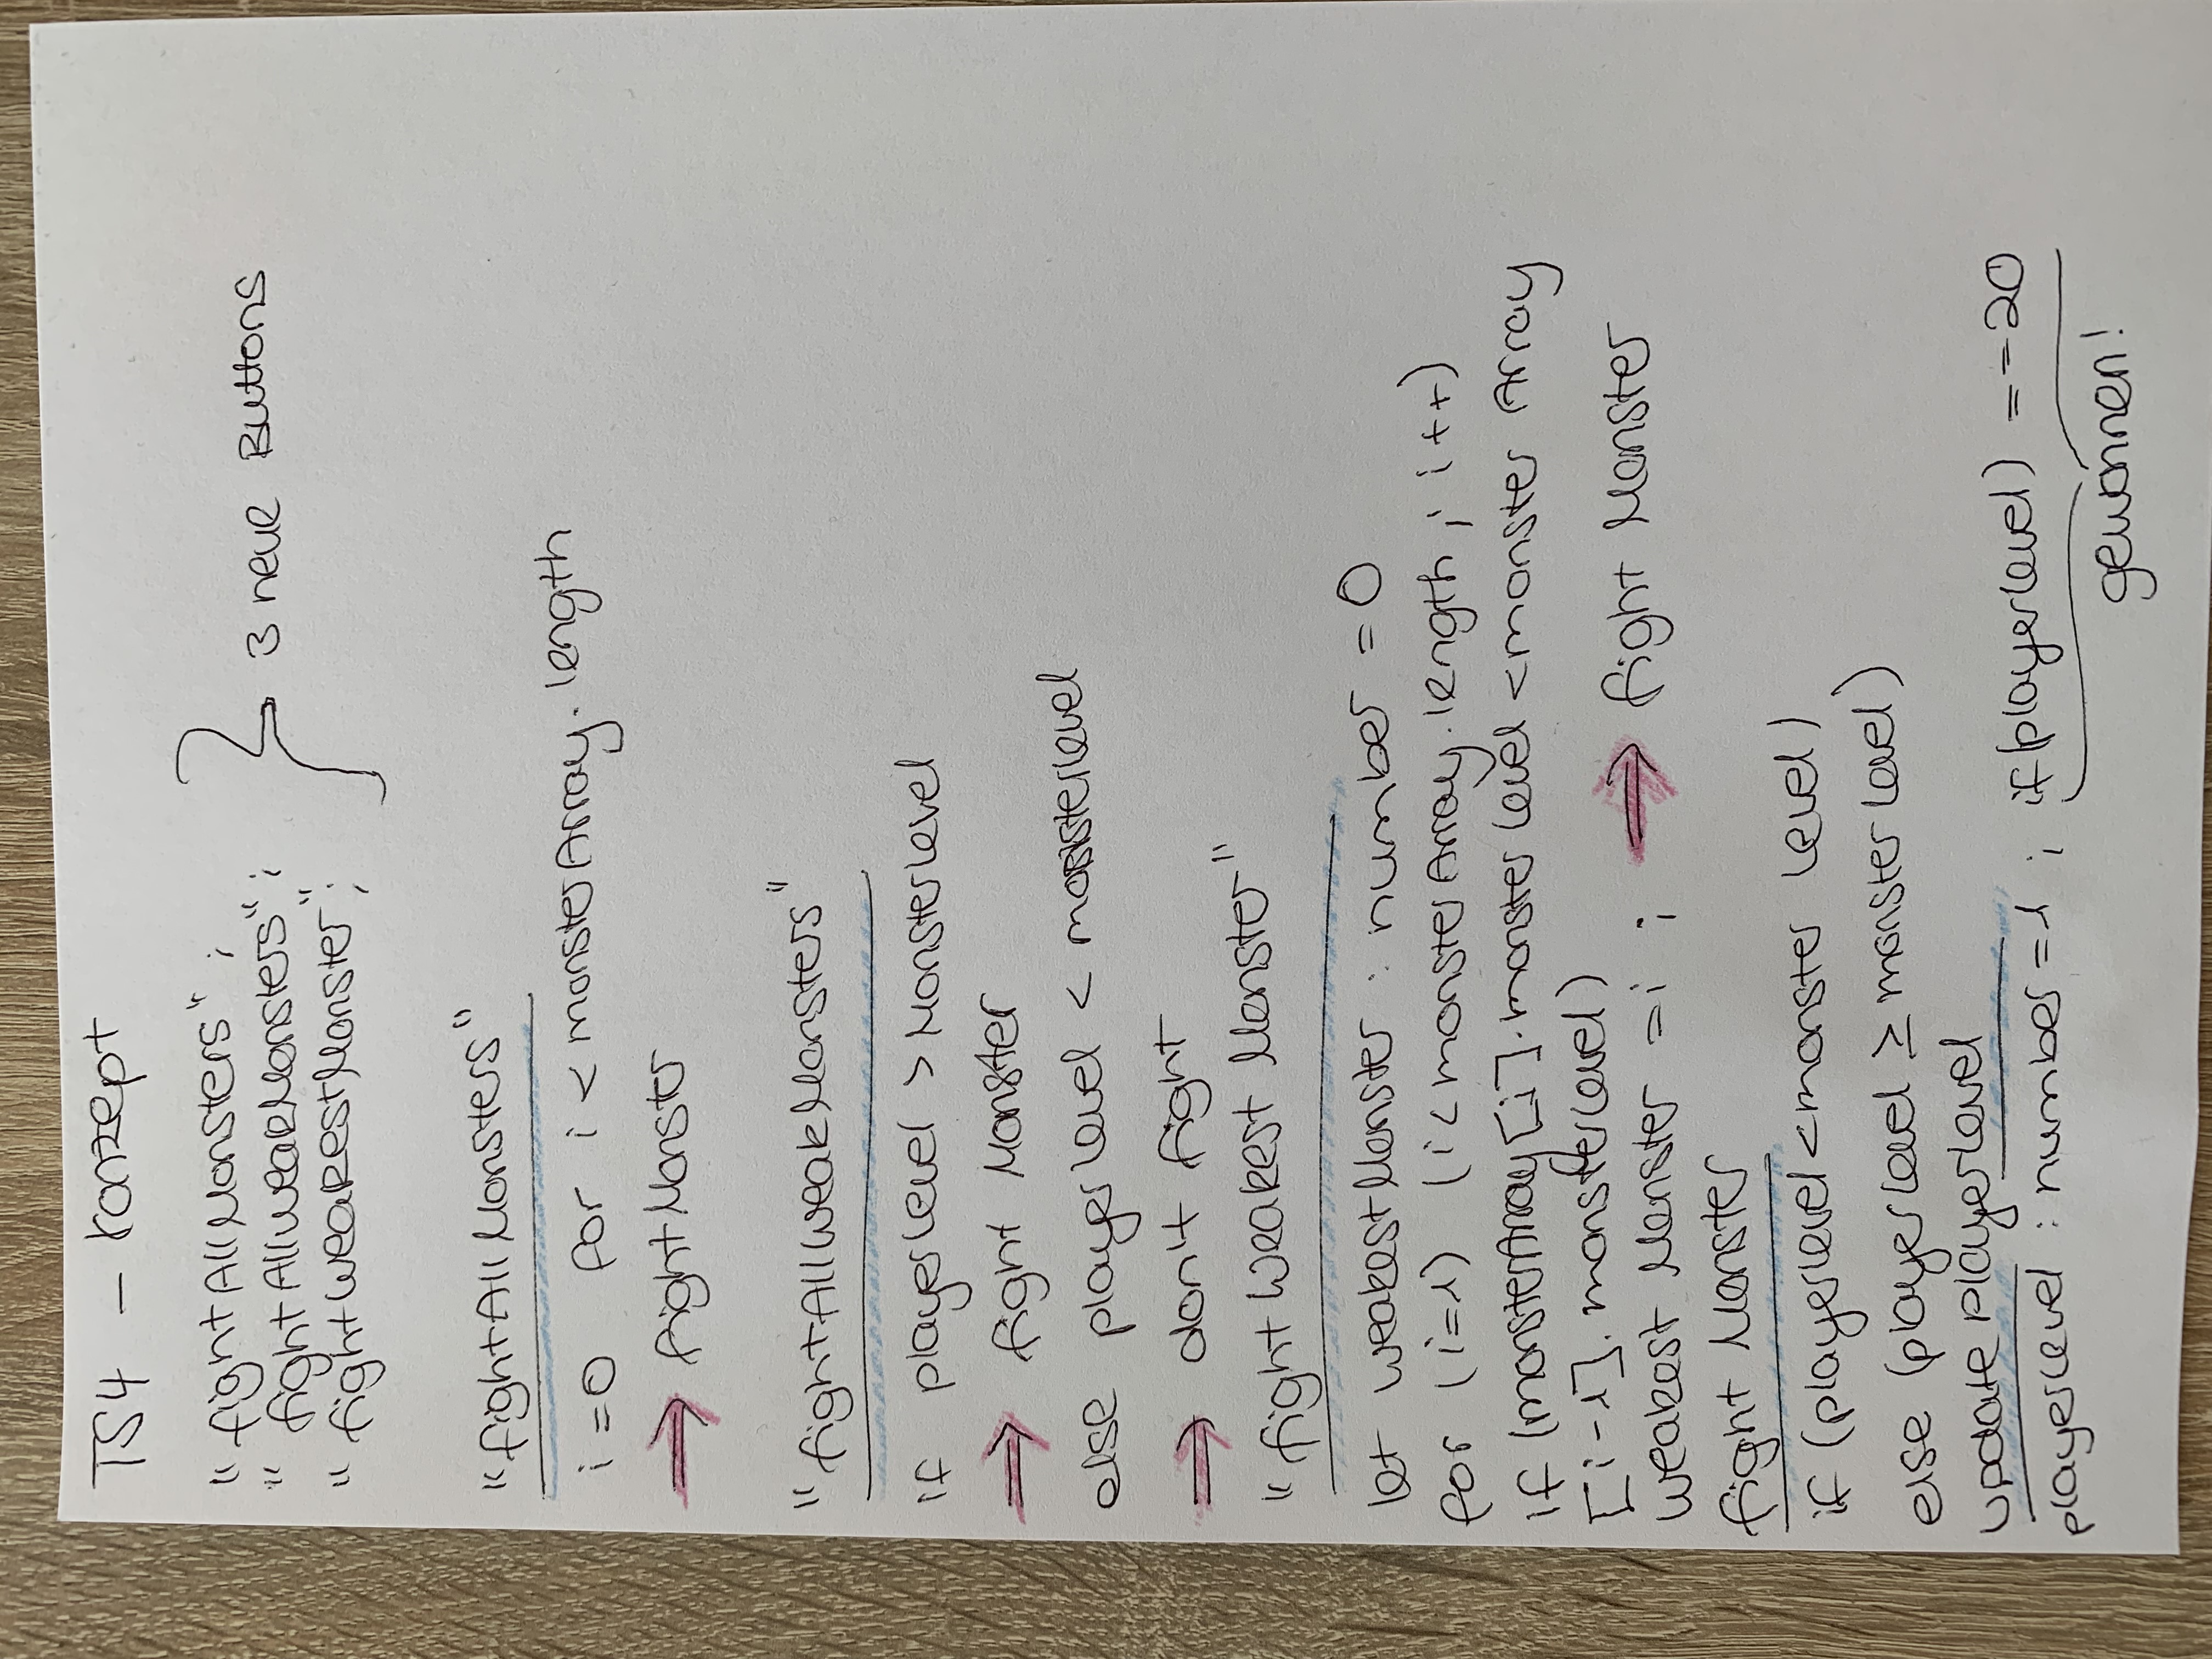 TS4 – Konzept
"fightAllMonsters";
"fightAllWeakMonsters"; 3 neue Buttons
"fightWeakestMonster";
"fightAllMonsters"
i=0 for i < monsterArray.length
⇒ fightMonster
"fightAllWeakMonsters"
if playerLevel > MonsterLevel
⇒ fight Monster
else playerLevel < monsterlevel
⇒ don't fight
"fight Weakest Monster"
let weakestMonster : number = 0
for (i=1) (i<monsterArray.length ; i++)
if (monsterArray[i].monster Level < monster Array
[i-1].monsterLevel)
weakest Monster =i ; ⇒ fight Monster
fight Monster
if (playerLevel < monster Level)
else (playerLevel ≥ monster Level)
update playerLevel
playerLevel : number =1 ; if(playerLevel) ==20
gewonnen!